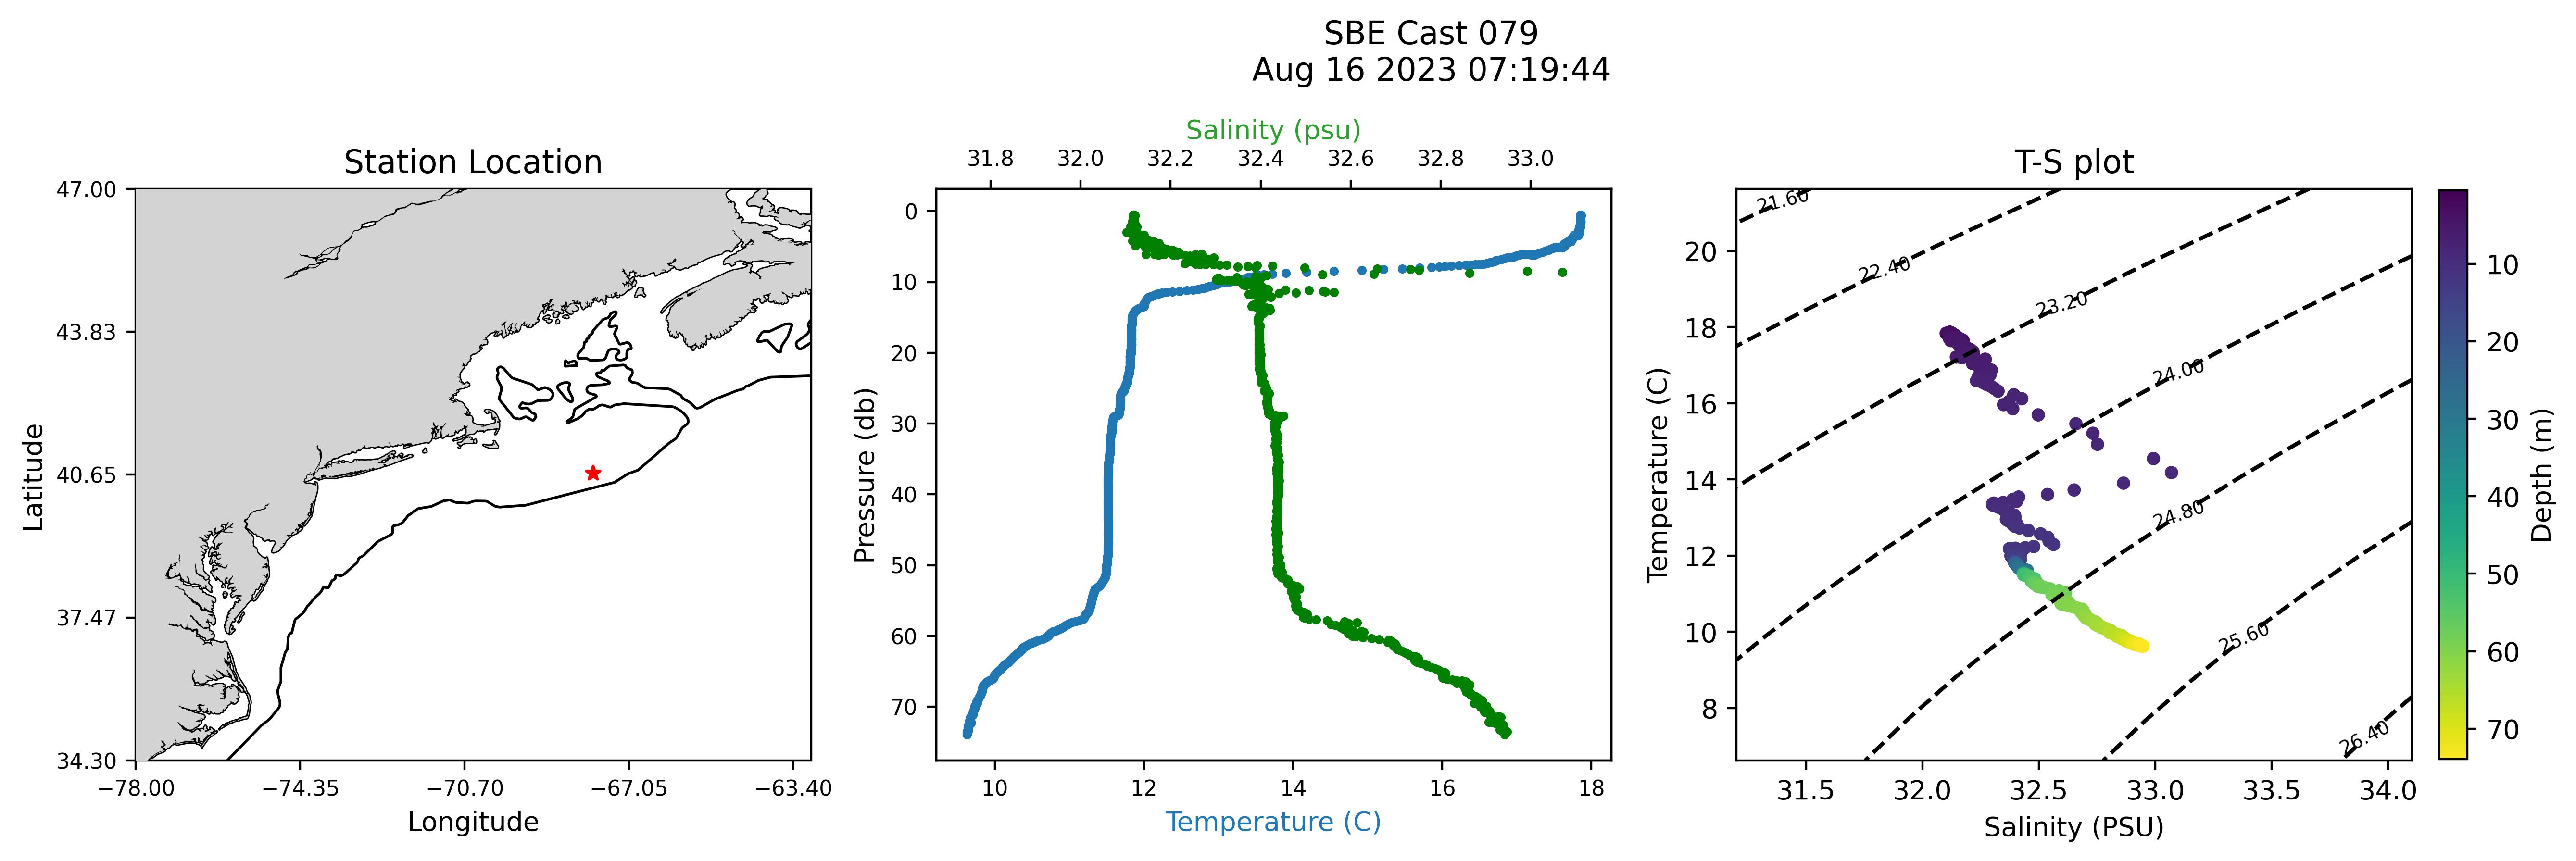 SBE Cast 079
Aug 16 2023 07:19:44
Station Location
47.00
43.83
40.65
37.47
34.30
Latitude
−78.00 −74.35 −70.70 −67.05 −63.40
Longitude
Salinity (psu)
31.8 32.0 32.2 32.4 32.6 32.8 33.0
0
10
20
30
40
50
60
70
Pressure (db)
10 12 14 16 18
Temperature (C)
T-S plot
20
18
16
14
12
10
8
Temperature (C)
21.60
22.40
23.20
24.00
24.80
25.60
26.40
31.5 32.0 32.5 33.0 33.5 34.0
Salinity (PSU)
10
20
30
40
50
60
70
Depth (m)